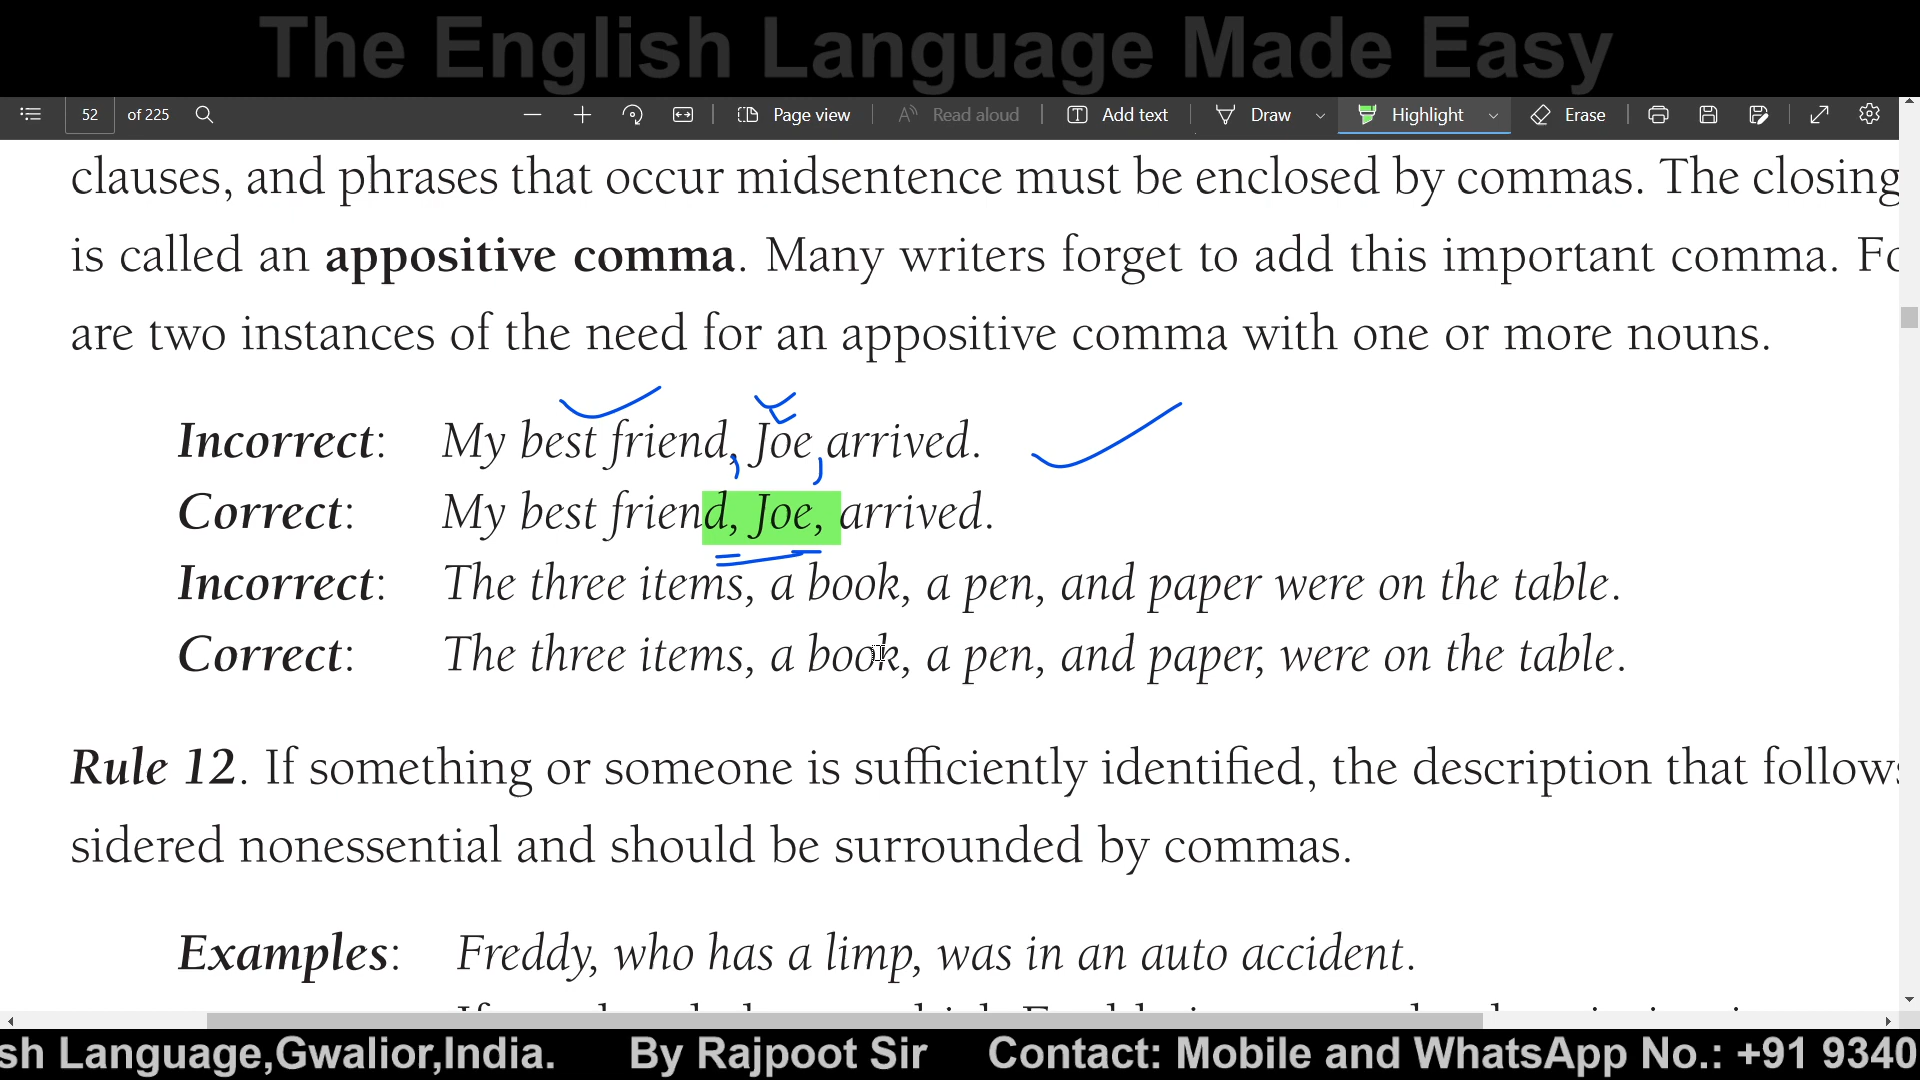 The English Language Made Easy
52 of 225 Page view Read aloud Add text Draw Highlight Erase
clauses, and phrases that occur midsentence must be enclosed by commas. The closing
is called an appositive comma. Many writers forget to add this important comma. Fo
are two instances of the need for an appositive comma with one or more nouns.
Incorrect: My best friend, Joe arrived.
Correct: My best friend, Joe, arrived.
Incorrect: The three items, a book, a pen, and paper were on the table.
Correct: The three items, a book, a pen, and paper, were on the table.
Rule 12. If something or someone is sufficiently identified, the description that follows
sidered nonessential and should be surrounded by commas.
Examples: Freddy, who has a limp, was in an auto accident.
sh Language,Gwalior,India. By Rajpoot Sir Contact: Mobile and WhatsApp No.: +91 9340